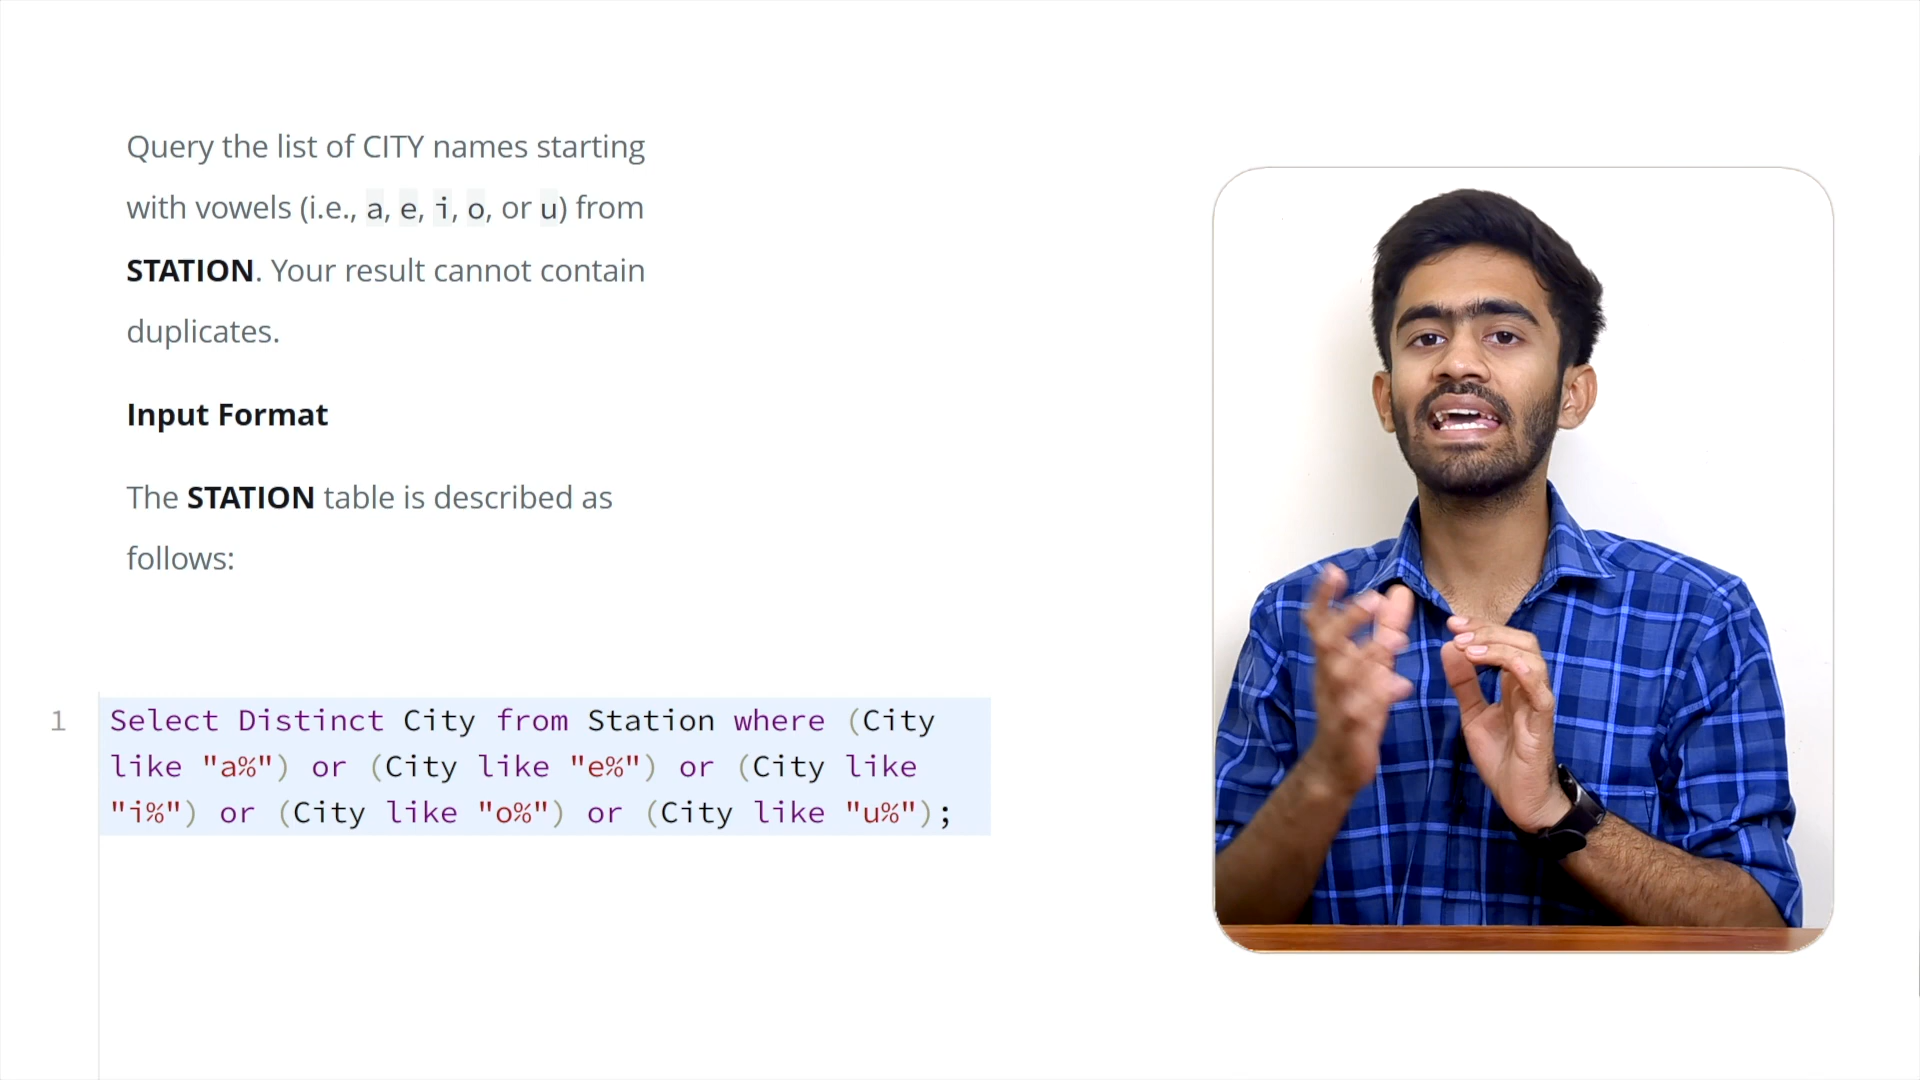 Query the list of CITY names starting
with vowels (i.e., a, e, i, o, or u) from
STATION. Your result cannot contain
duplicates.
Input Format
The STATION table is described as
follows:
1 Select Distinct City from Station where (City
like "a%") or (City like "e%") or (City like
"i%") or (City like "o%") or (City like "u%");